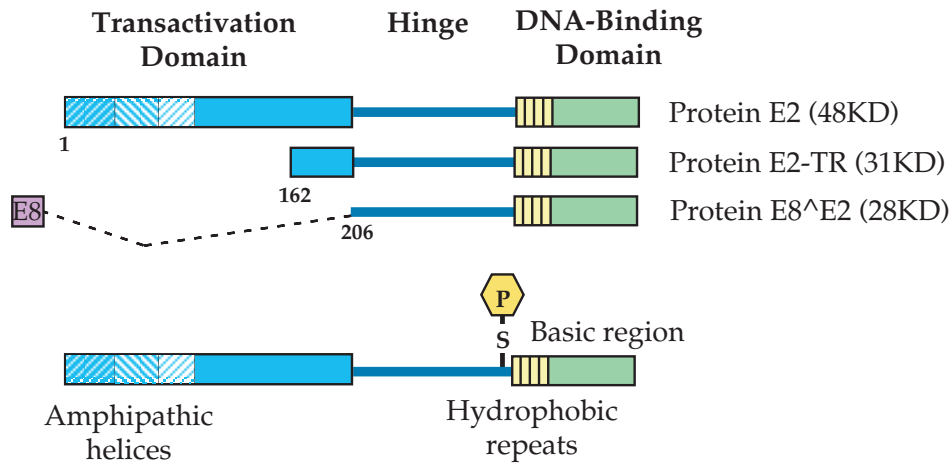 Transactivation
Domain
Hinge
DNA-Binding
Domain
Protein E2 (48KD)
1
Protein E2-TR (31KD)
162
E8
Protein E8^E2 (28KD)
206
P
S
Basic region
Amphipathic
helices
Hydrophobic
repeats